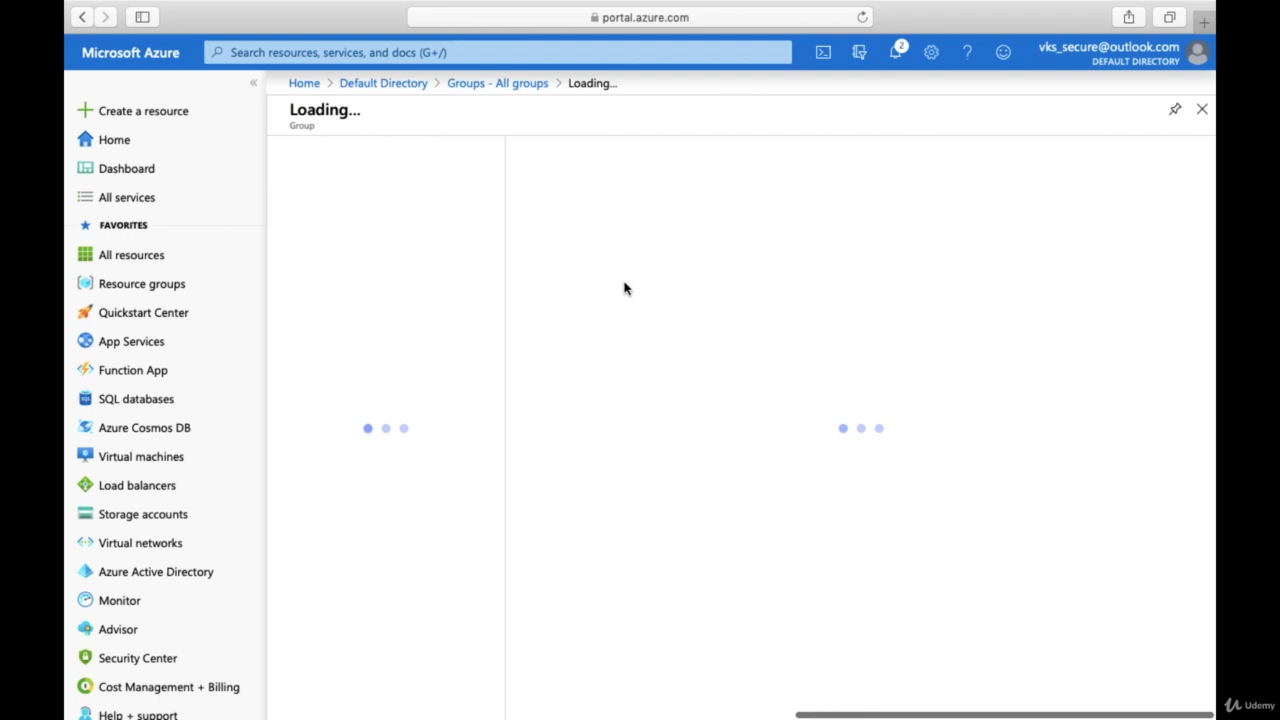 portal.azure.com
Microsoft Azure
Search resources, services, and docs (G+/)
2
vks_secure@outlook.com
DEFAULT DIRECTORY
Home > Default Directory > Groups - All groups > Loading...
Loading...
Group
Create a resource
Home
Dashboard
All services
FAVORITES
All resources
Resource groups
Quickstart Center
App Services
Function App
SQL databases
Azure Cosmos DB
Virtual machines
Load balancers
Storage accounts
Virtual networks
Azure Active Directory
Monitor
Advisor
Security Center
Cost Management + Billing
Help + support
Udemy